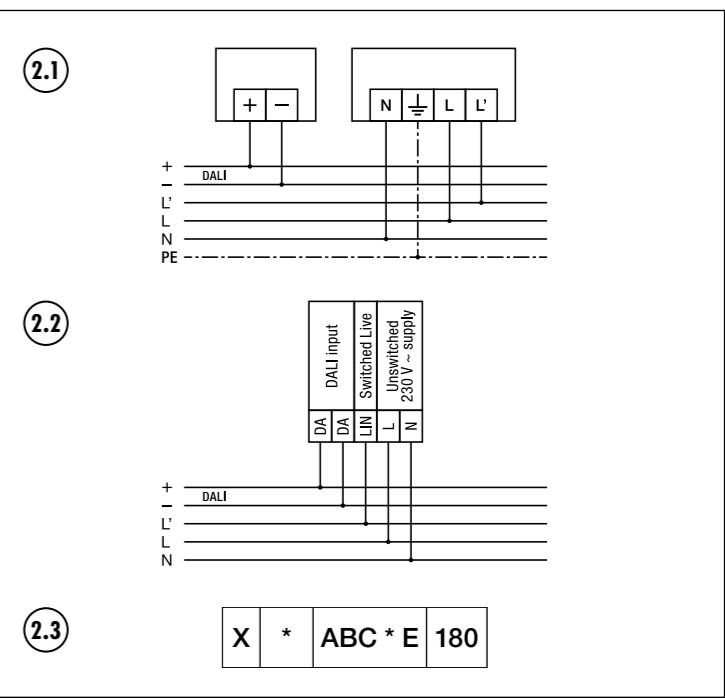 2.1
+ − N L L'
+
DALI
−
L'
L
N
PE
2.2
DALI input
Switched Live
Unswitched
230 V ~ supply
DA DA LIN L N
+
DALI
−
L'
L
N
2.3
X * ABC * E 180